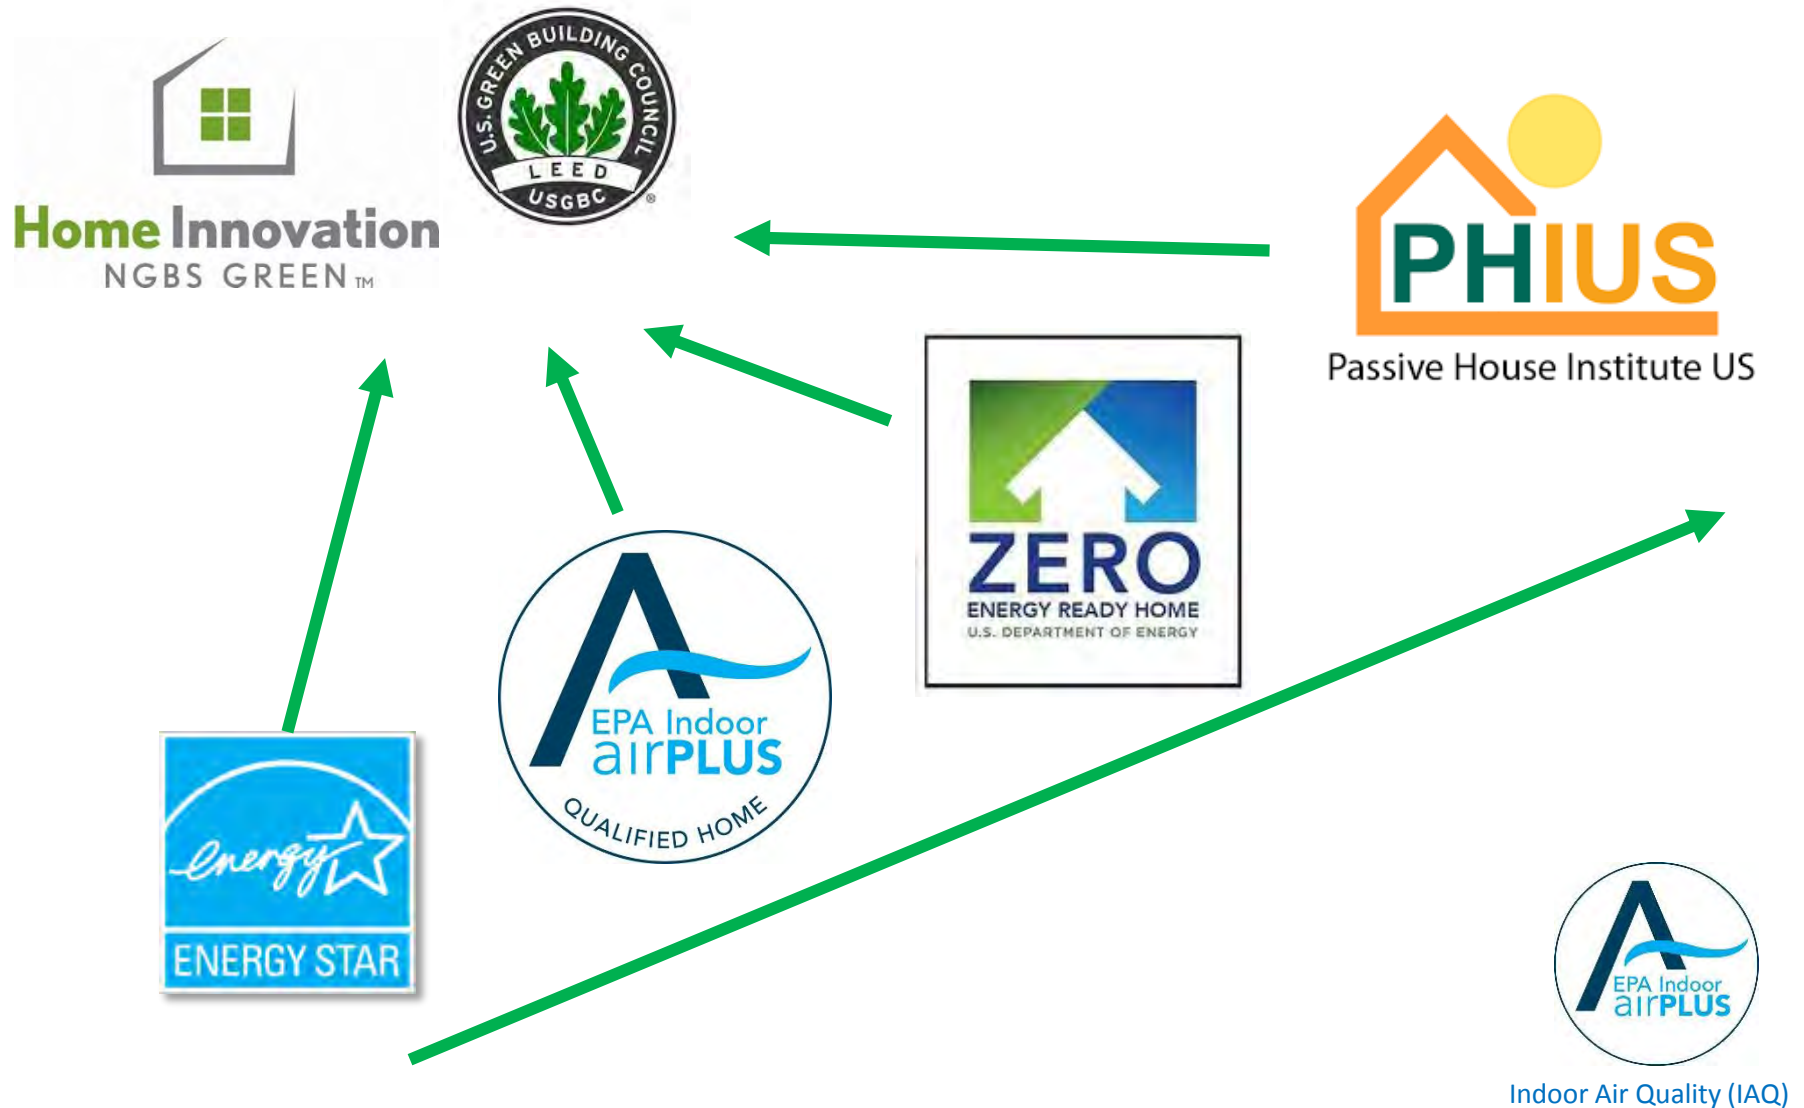 Home Innovation
NGBS GREEN TM
U.S. GREEN BUILDING COUNCIL
LEED
USGBC
®
PHIUS
Passive House Institute US
ZERO
ENERGY READY HOME
U.S. DEPARTMENT OF ENERGY
EPA Indoor
airPLUS
QUALIFIED HOME
energy
ENERGY STAR
EPA Indoor
airPLUS
Indoor Air Quality (IAQ)